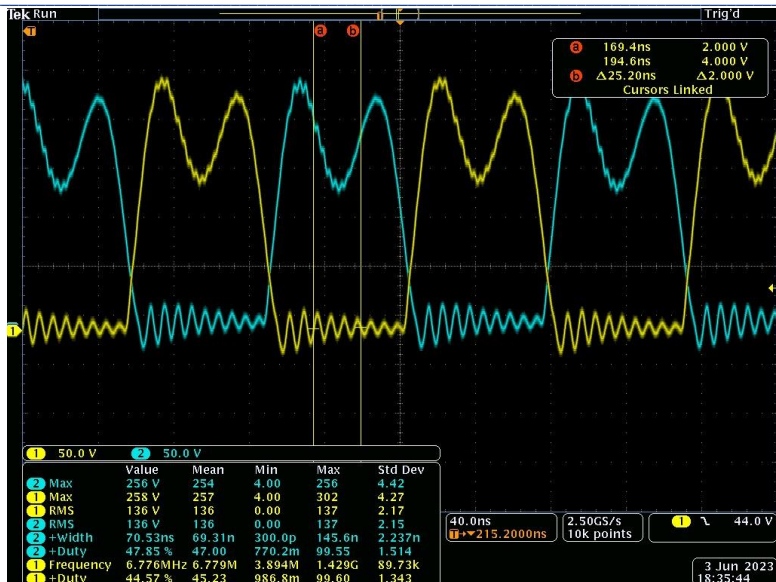 Tek Run Trig'd
T a b
a 169.4ns 2.000 V
194.6ns 4.000 V
b Δ25.20ns Δ2.000 V
Cursors Linked
1
1 50.0 V 2 50.0 V
Value Mean Min Max Std Dev
2 Max 256 V 254 4.00 256 4.42
1 Max 258 V 257 4.00 302 4.27
1 RMS 136 V 136 0.00 137 2.17
2 RMS 136 V 136 0.00 137 2.15
2 +Width 70.53ns 69.31n 300.0p 145.6n 2.237n
2 +Duty 47.85 % 47.00 770.2m 99.55 1.514
1 Frequency 6.776MHz 6.779M 3.894M 1.429G 89.73k
1 +Duty 44.57 % 45.23 986.8m 99.60 1.343
40.0ns
T→▼215.2000ns
2.50GS/s
10k points
1 44.0 V
3 Jun 2023
18:35:44